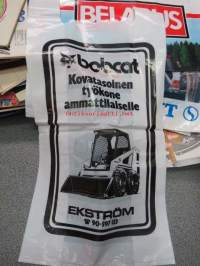 BELARUS
bobcat
Kovatasoinen
työkone
ammattilaiselle
EKSTRÖM